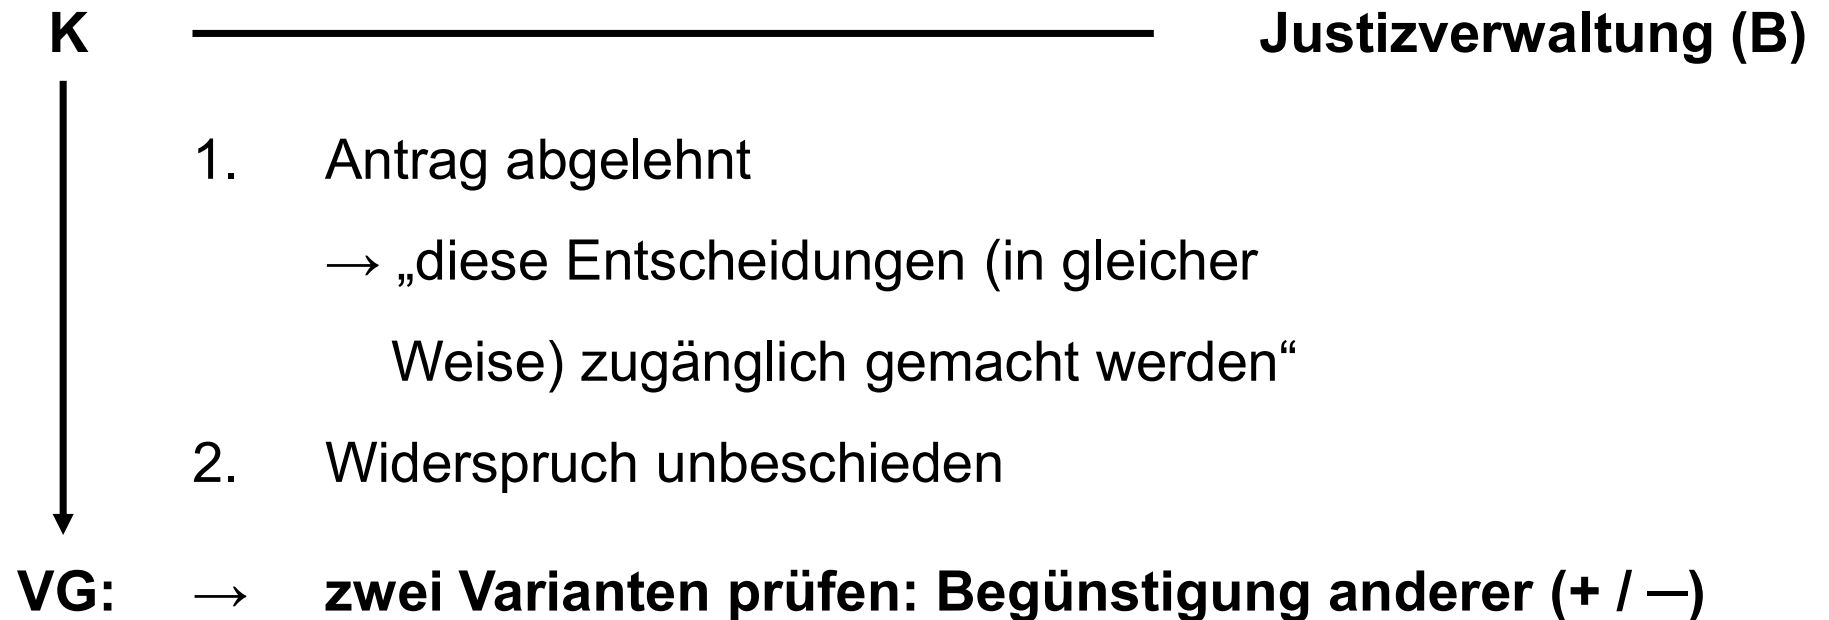 K Justizverwaltung (B)
1. Antrag abgelehnt
→ „diese Entscheidungen (in gleicher
Weise) zugänglich gemacht werden“
2. Widerspruch unbeschieden
VG: → zwei Varianten prüfen: Begünstigung anderer (+ / —)